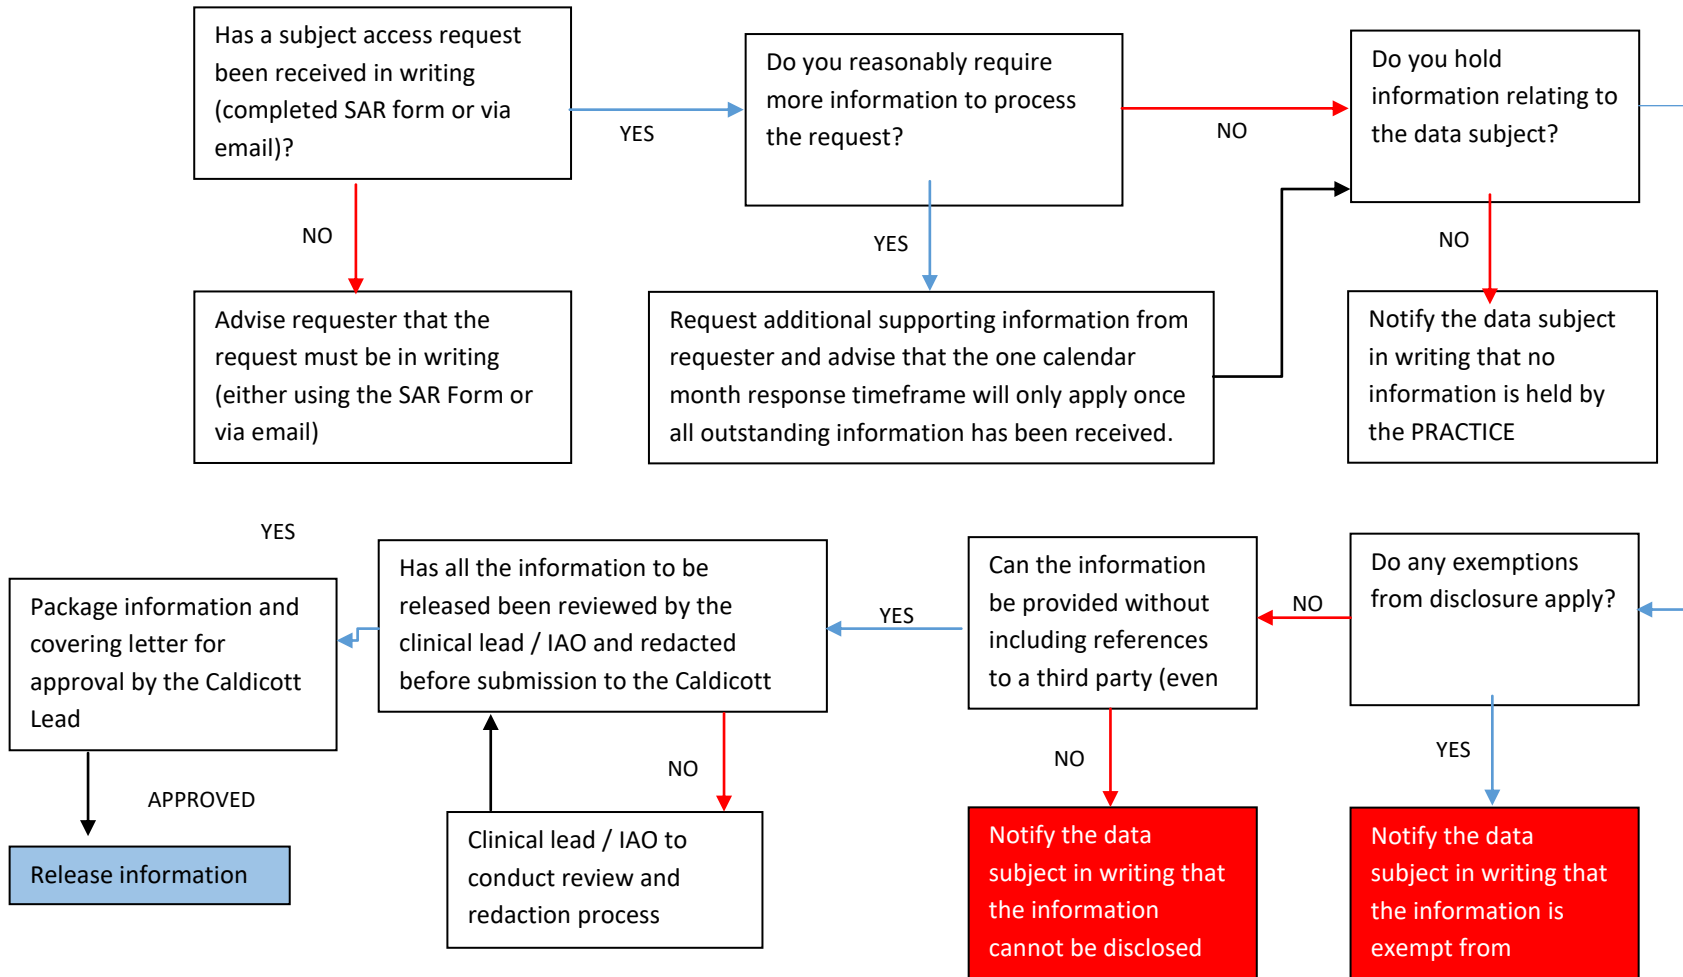 Has a subject access request
been received in writing
(completed SAR form or via
email)?
YES
Do you reasonably require
more information to process
the request?
NO
Do you hold
information relating to
the data subject?
NO
YES
NO
Advise requester that the
request must be in writing
(either using the SAR Form or
via email)
Request additional supporting information from
requester and advise that the one calendar
month response timeframe will only apply once
all outstanding information has been received.
Notify the data subject
in writing that no
information is held by
the PRACTICE
YES
Package information and
covering letter for
approval by the Caldicott
Lead
Has all the information to be
released been reviewed by the
clinical lead / IAO and redacted
before submission to the Caldicott
YES
Can the information
be provided without
including references
to a third party (even
NO
Do any exemptions
from disclosure apply?
APPROVED
NO
NO
YES
Release information
Clinical lead / IAO to
conduct review and
redaction process
Notify the data
subject in writing that
the information
cannot be disclosed
Notify the data
subject in writing that
the information is
exempt from